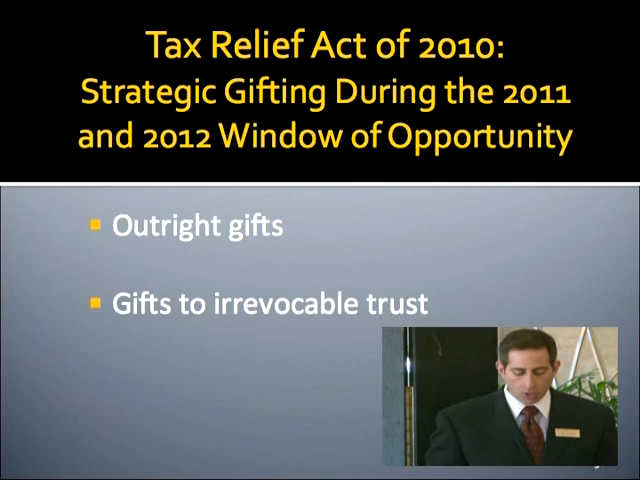 Tax Relief Act of 2010:
Strategic Gifting During the 2011
and 2012 Window of Opportunity
Outright gifts
Gifts to irrevocable trust